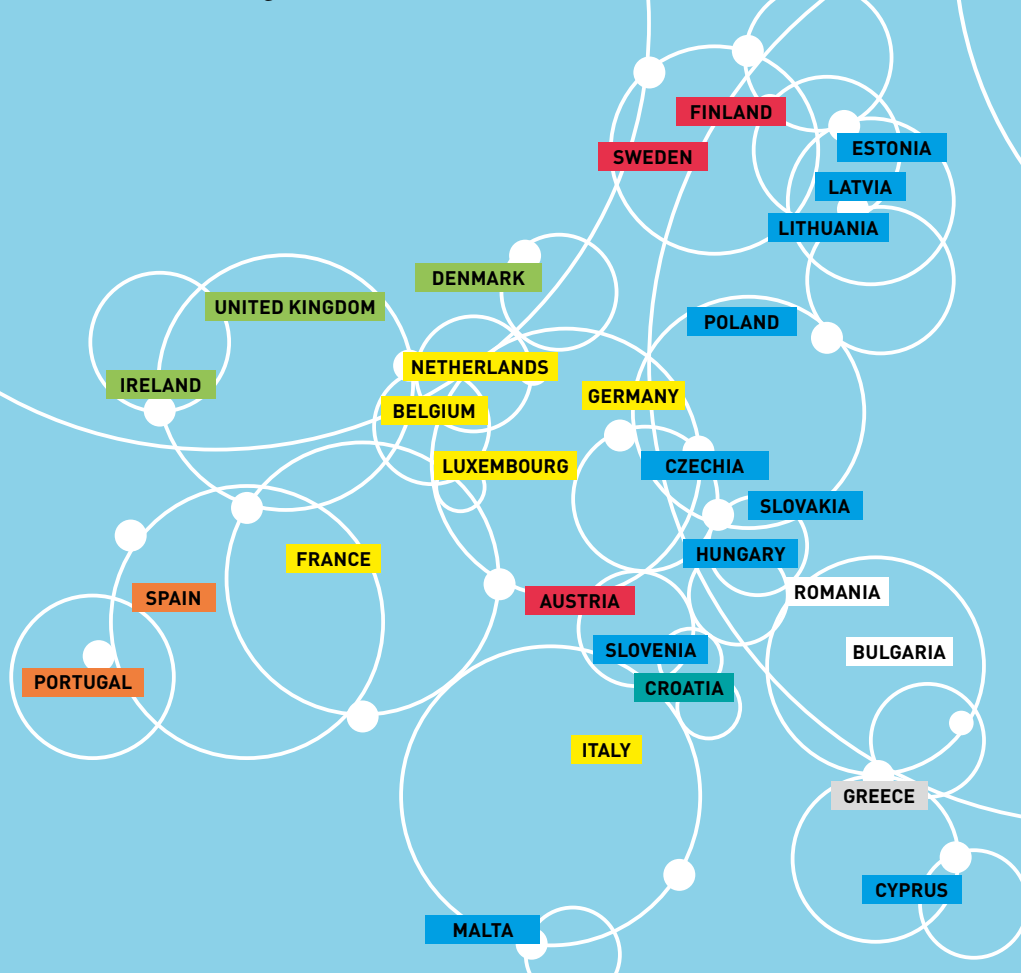 FINLAND
ESTONIA
SWEDEN
LATVIA
LITHUANIA
DENMARK
UNITED KINGDOM
POLAND
NETHERLANDS
IRELAND
GERMANY
BELGIUM
LUXEMBOURG
CZECHIA
SLOVAKIA
HUNGARY
FRANCE
ROMANIA
SPAIN
AUSTRIA
SLOVENIA
BULGARIA
PORTUGAL
CROATIA
ITALY
GREECE
CYPRUS
MALTA